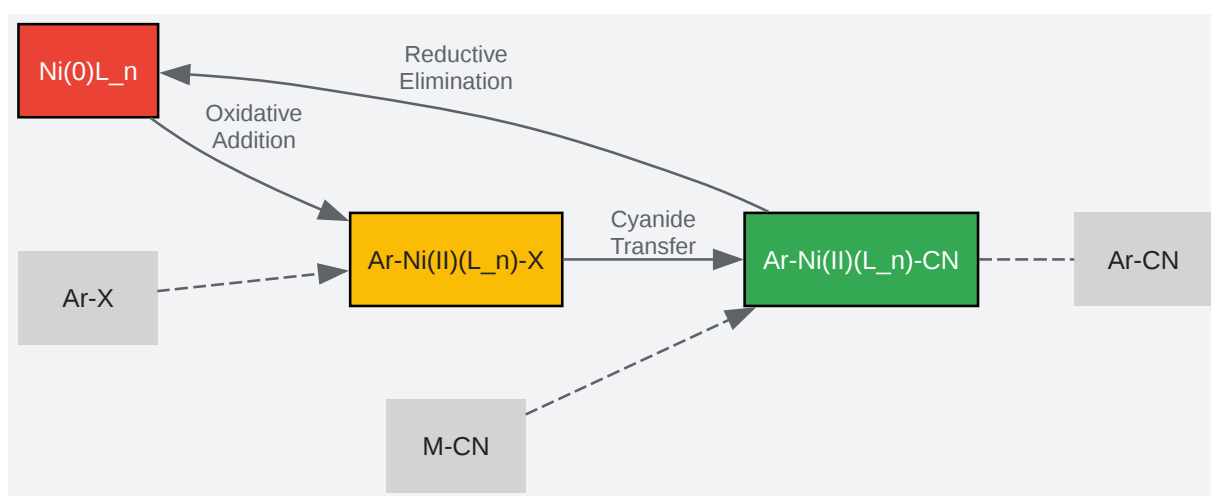 Ni(0)L_n
Reductive
Elimination
Oxidative
Addition
Ar-X
Ar-Ni(II)(L_n)-X
Cyanide
Transfer
Ar-Ni(II)(L_n)-CN
Ar-CN
M-CN